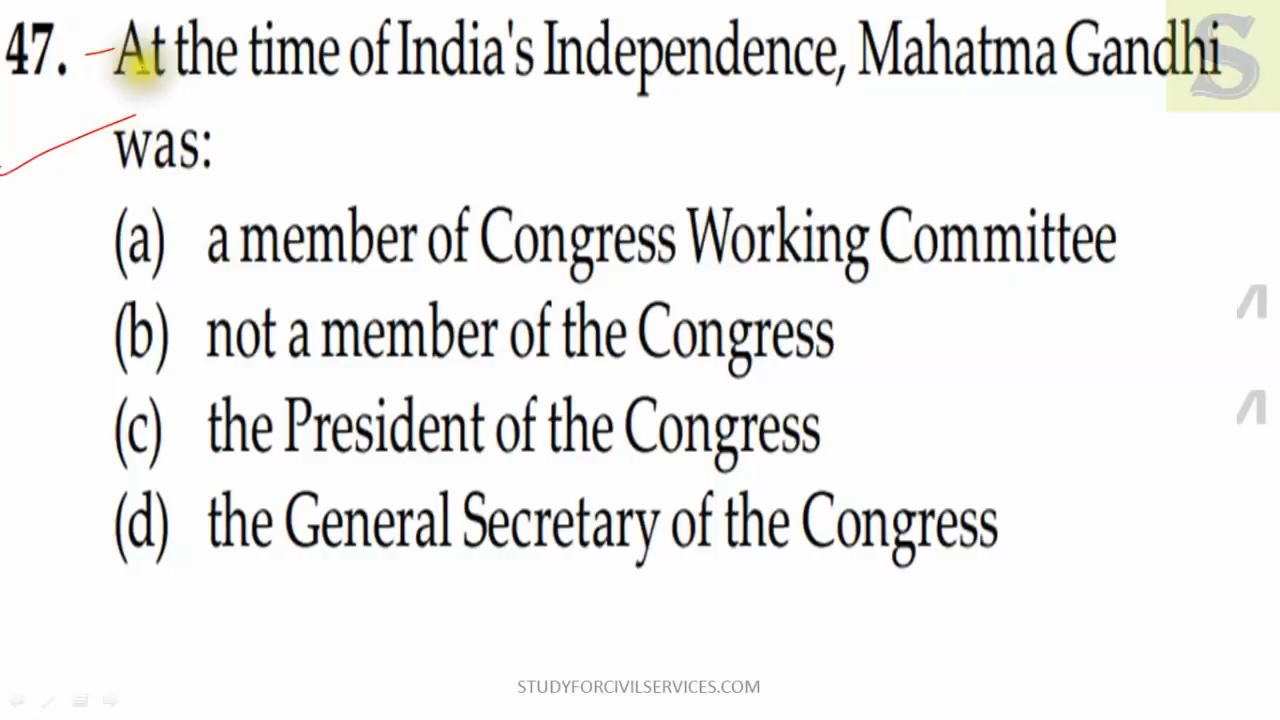 47. At the time of India's Independence, Mahatma Gandhi
was:
(a) a member of Congress Working Committee
(b) not a member of the Congress
(c) the President of the Congress
(d) the General Secretary of the Congress
STUDYFORCIVILSERVICES.COM